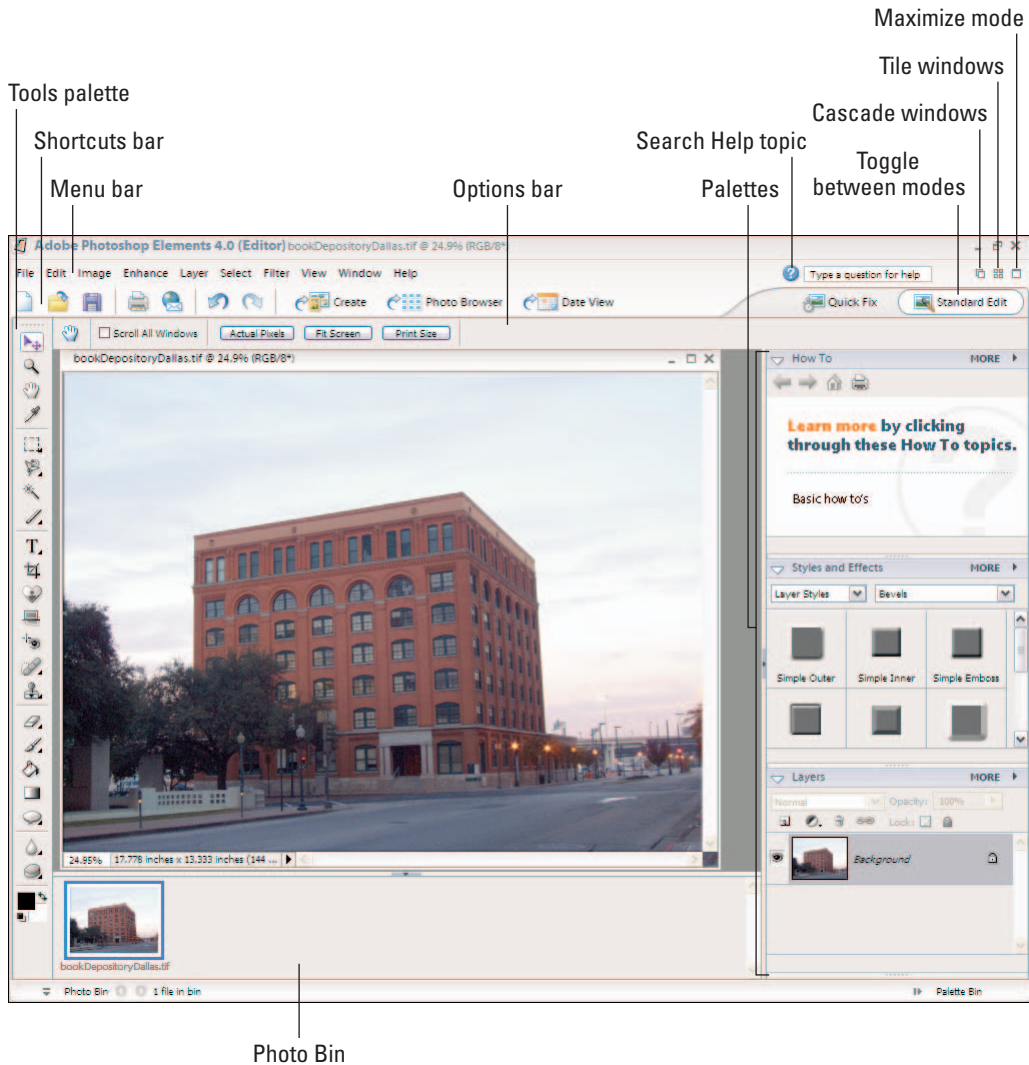 Maximize mode
Tile windows
Tools palette
Cascade windows
Shortcuts bar
Search Help topic
Toggle
between modes
Menu bar
Options bar
Palettes
Adobe Photoshop Elements 4.0 (Editor) bookDepositoryDallas.tif @ 24.9% (RGB/8*
File Edit Image Enhance Layer Select Filter View Window Help
Type a question for help
Create Photo Browser Date View
Quick Fix Standard Edit
Scroll All Windows Actual Pixels Fit Screen Print Size
bookDepositoryDallas.tif @ 24.9% (RGB/8*)
How To MORE
Learn more by clicking
through these How To topics.
Basic how to's
Styles and Effects MORE
Layer Styles Bevels
Simple Outer Simple Inner Simple Emboss
Layers MORE
Normal Opacity: 100%
Lock:
Background
24.95% 17.778 inches x 13.333 inches (144 ...
bookDepositoryDallas.tif
Photo Bin 1 file in bin
Palette Bin
Photo Bin